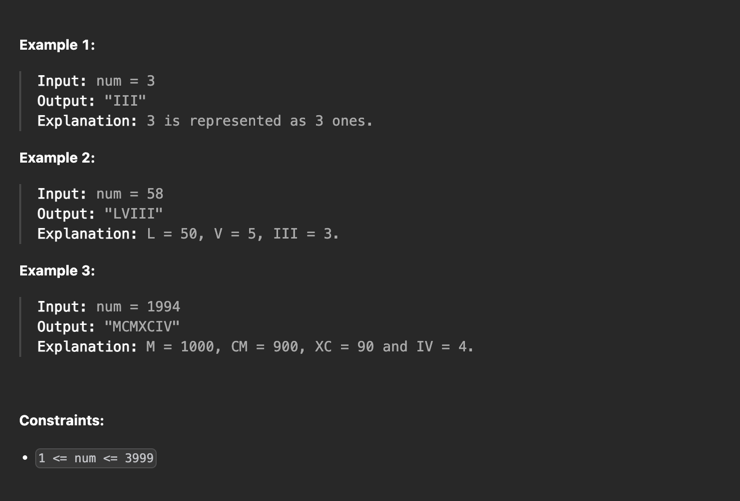 Example 1:
Input: num = 3
Output: "III"
Explanation: 3 is represented as 3 ones.
Example 2:
Input: num = 58
Output: "LVIII"
Explanation: L = 50, V = 5, III = 3.
Example 3:
Input: num = 1994
Output: "MCMXCIV"
Explanation: M = 1000, CM = 900, XC = 90 and IV = 4.
Constraints:
• 1 <= num <= 3999